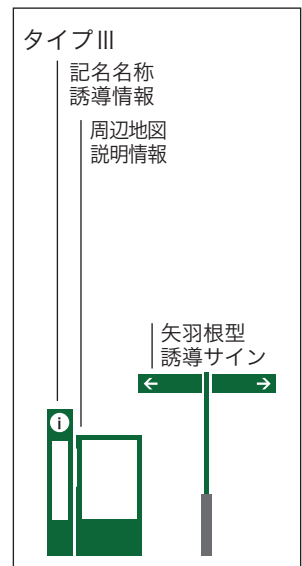 タイプⅢ
記名名称
誘導情報
周辺地図
説明情報
矢羽根型
誘導サイン
i
← →